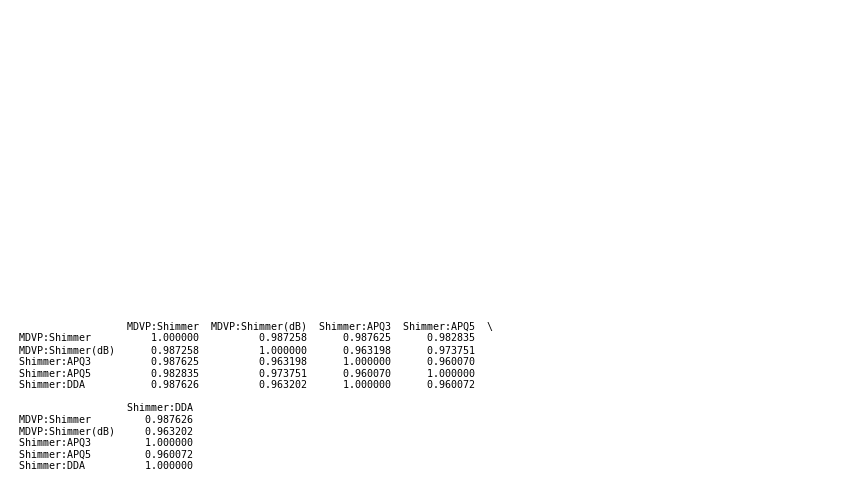 MDVP:Shimmer  MDVP:Shimmer(dB)  Shimmer:APQ3  Shimmer:APQ5  \
MDVP:Shimmer          1.000000          0.987258      0.987625      0.982835
MDVP:Shimmer(dB)      0.987258          1.000000      0.963198      0.973751
Shimmer:APQ3          0.987625          0.963198      1.000000      0.960070
Shimmer:APQ5          0.982835          0.973751      0.960070      1.000000
Shimmer:DDA           0.987626          0.963202      1.000000      0.960072
Shimmer:DDA
MDVP:Shimmer         0.987626
MDVP:Shimmer(dB)     0.963202
Shimmer:APQ3         1.000000
Shimmer:APQ5         0.960072
Shimmer:DDA          1.000000